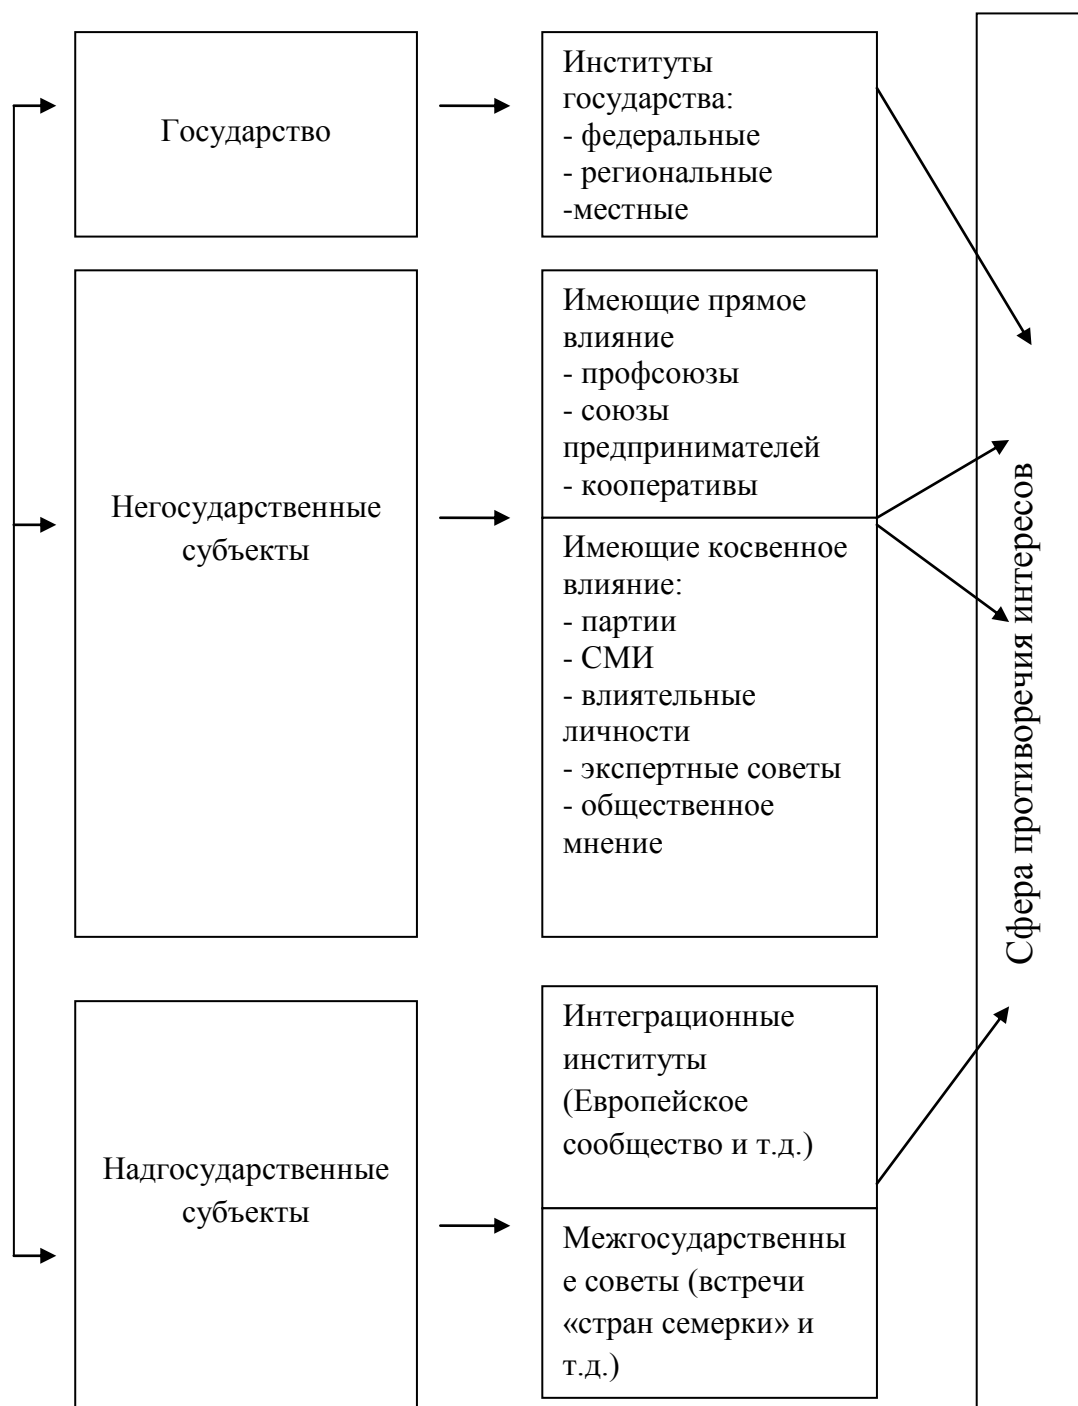 Государство
Институты
государства:
- федеральные
- региональные
-местные
Негосударственные
субъекты
Имеющие прямое
влияние
- профсоюзы
- союзы
предпринимателей
- кооперативы
Имеющие косвенное
влияние:
- партии
- СМИ
- влиятельные
личности
- экспертные советы
- общественное
мнение
Надгосударственные
субъекты
Интеграционные
институты
(Европейское
сообщество и т.д.)
Межгосударственны
е советы (встречи
«стран семерки» и
т.д.)
Сфера противоречия интересов